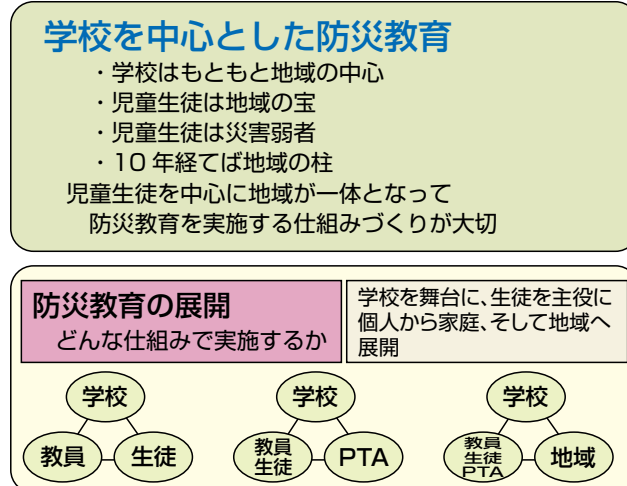 学校を中心とした防災教育
・学校はもともと地域の中心
・児童生徒は地域の宝
・児童生徒は災害弱者
・10年経てば地域の柱
児童生徒を中心に地域が一体となって
防災教育を実施する仕組みづくりが大切
防災教育の展開
どんな仕組みで実施するか
学校を舞台に、生徒を主役に
個人から家庭、そして地域へ
展開
学校
教員
生徒
学校
教員
生徒
PTA
学校
教員
生徒
PTA
地域